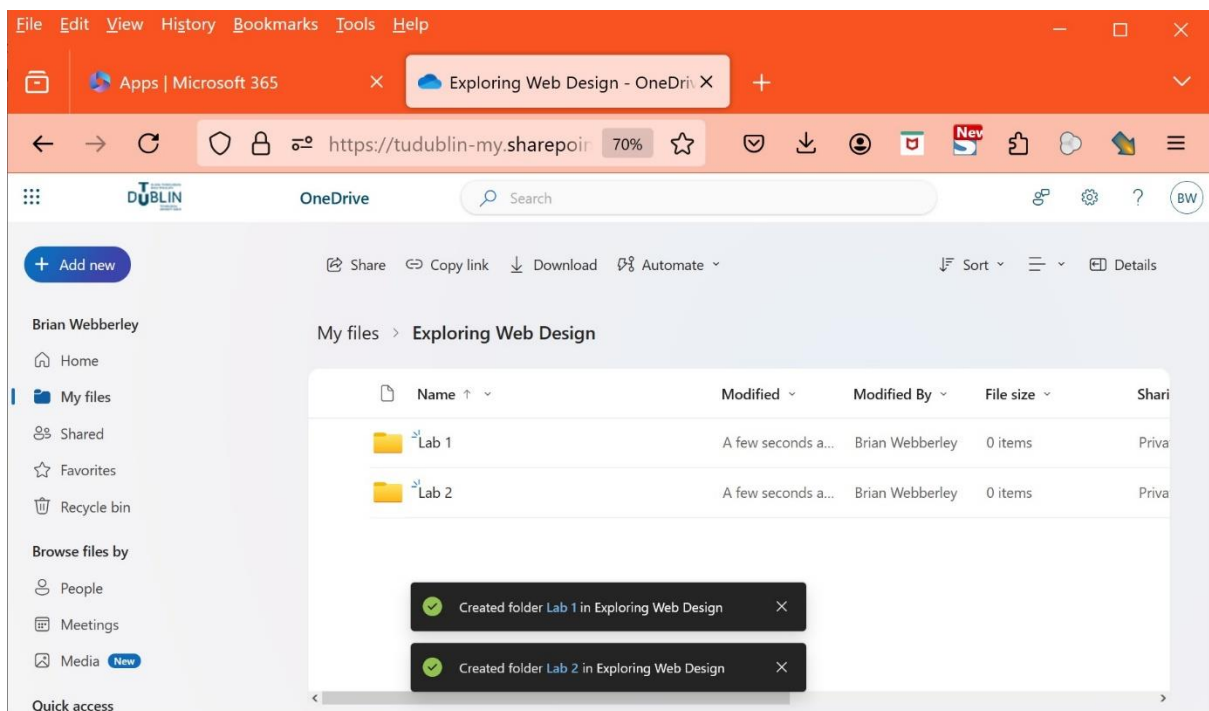 File Edit View History Bookmarks Tools Help
Apps | Microsoft 365
Exploring Web Design - OneDriv
https://tudublin-my.sharepoin 70%
New
DUBLIN OneDrive Search ? BW
+ Add new
Share Copy link Download Automate Sort Details
Brian Webberley
My files > Exploring Web Design
Home
My files
Name Modified Modified By File size Shari
Shared
Lab 1 A few seconds a... Brian Webberley 0 items Priva
Favorites
Lab 2 A few seconds a... Brian Webberley 0 items Priva
Recycle bin
Browse files by
People
Created folder Lab 1 in Exploring Web Design
Meetings
Media New
Created folder Lab 2 in Exploring Web Design
Quick access